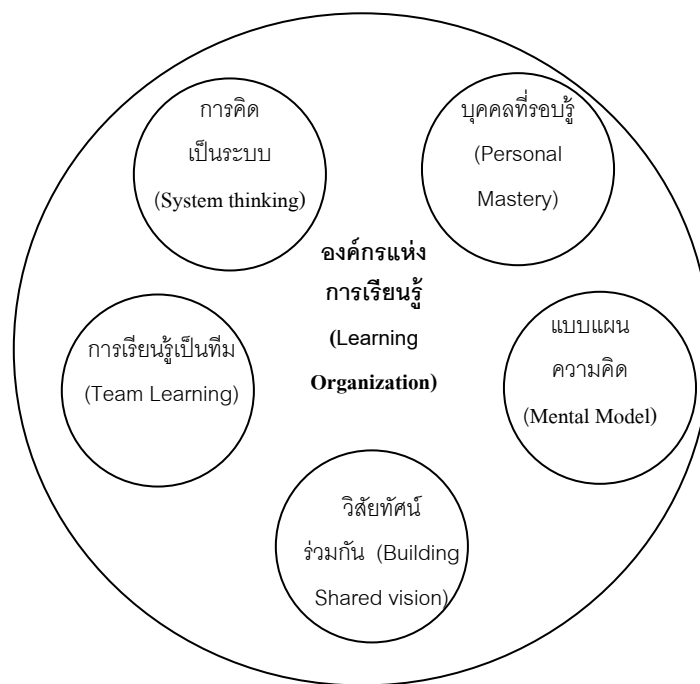 การคิด
เป็นระบบ
(System thinking)
บุคคลที่รอบรู้
(Personal
Mastery)
องค์กรแห่ง
การเรียนรู้
(Learning
Organization)
การเรียนรู้เป็นทีม
(Team Learning)
แบบแผน
ความคิด
(Mental Model)
วิสัยทัศน์
ร่วมกัน (Building
Shared vision)